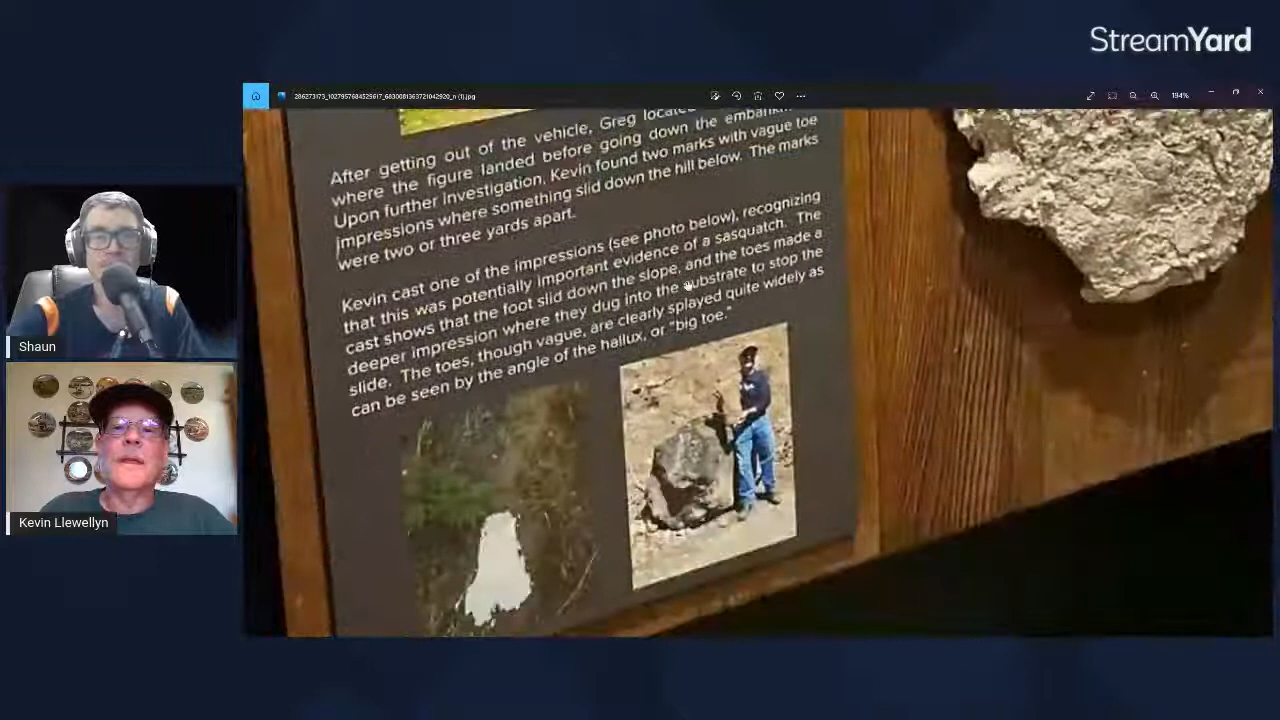 StreamYard
286273173_1027957684525617_6830081363721042920_n (1).jpg
194%
After getting out of the vehicle, Greg located
where the figure landed before going down the
Upon further investigation, Kevin found two marks with vague toe
impressions where something slid down the hill below. The marks
were two or three yards apart.
Kevin cast one of the impressions (see photo below), recognizing
that this was potentially important evidence of a sasquatch. The
cast shows that the foot slid down the slope, and the toes made a
deeper impression where they dug into the substrate to stop the
slide. The toes, though vague, are clearly splayed quite widely as
can be seen by the angle of the hallux, or "big toe."
Shaun
Kevin Llewellyn